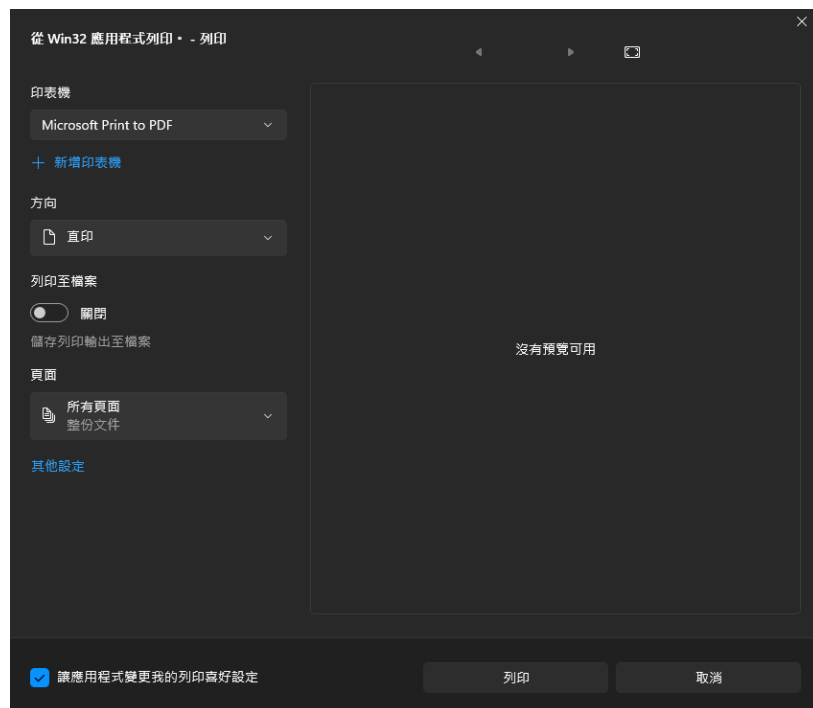 從 Win32 應用程式列印・ - 列印
印表機
Microsoft Print to PDF
新增印表機
方向
直印
列印至檔案
關閉
儲存列印輸出至檔案
頁面
所有頁面
整份文件
其他設定
沒有預覽可用
讓應用程式變更我的列印喜好設定
列印
取消